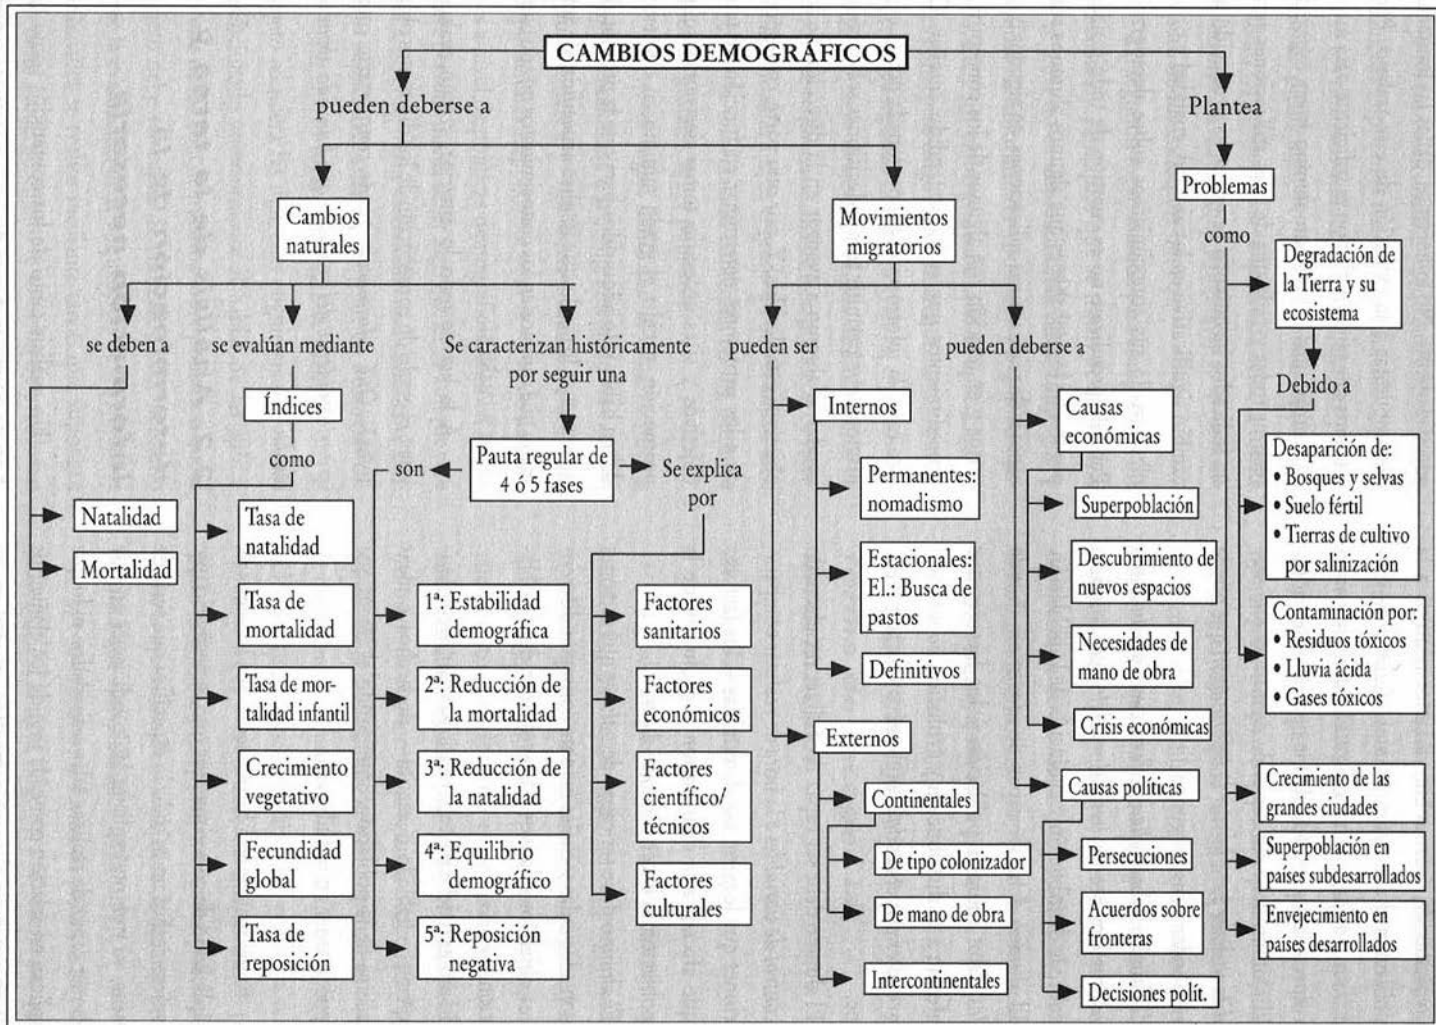 CAMBIOS DEMOGRÁFICOS
pueden deberse a
Plantea
Cambios
naturales
Movimientos
migratorios
Problemas
como
se deben a
se evalúan mediante
Se caracterizan históricamente
por seguir una
pueden ser
pueden deberse a
Natalidad
Mortalidad
Índices
como
Tasa de
natalidad
Tasa de
mortalidad
Tasa de mor-
talidad infantil
Crecimiento
vegetativo
Fecundidad
global
Tasa de
reposición
son
Pauta regular de
4 ó 5 fases
Se explica
por
1ª: Estabilidad
demográfica
2ª: Reducción de
la mortalidad
3ª: Reducción de
la natalidad
4ª: Equilibrio
demográfico
5ª: Reposición
negativa
Factores
sanitarios
Factores
económicos
Factores
científico/
técnicos
Factores
culturales
Internos
Permanentes:
nomadismo
Estacionales:
El.: Busca de
pastos
Definitivos
Externos
Continentales
De tipo colonizador
De mano de obra
Intercontinentales
Causas
económicas
Superpoblación
Descubrimiento de
nuevos espacios
Necesidades de
mano de obra
Crisis económicas
Causas políticas
Persecuciones
Acuerdos sobre
fronteras
Decisiones polít.
Degradación de
la Tierra y su
ecosistema
Debido a
Desaparición de:
• Bosques y selvas
• Suelo fértil
• Tierras de cultivo
por salinización
Contaminación por:
• Residuos tóxicos
• Lluvia ácida
• Gases tóxicos
Crecimiento de las
grandes ciudades
Superpoblación en
países subdesarrollados
Envejecimiento en
países desarrollados